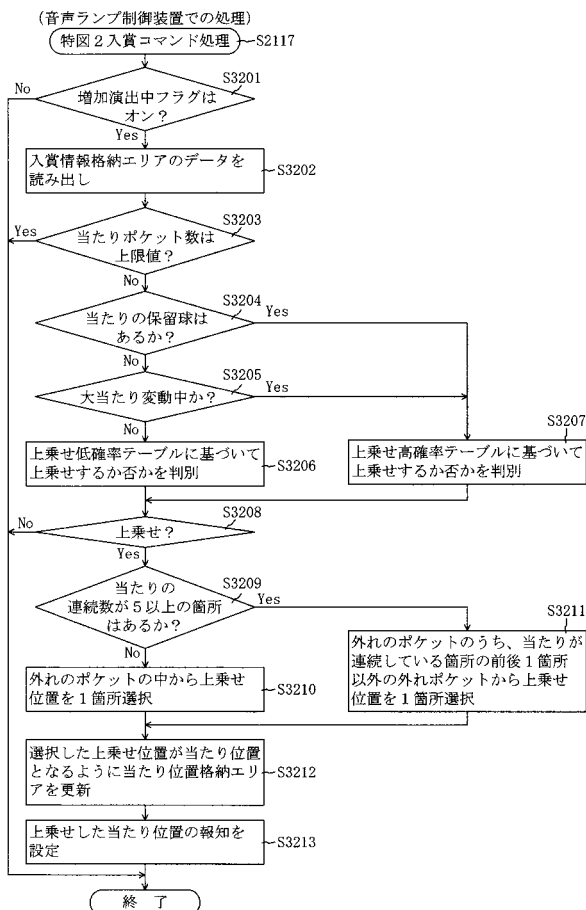 (音声ランプ制御装置での処理)
特図2入賞コマンド処理
S2117
S3201
増加演出中フラグは
オン?
No
Yes
入賞情報格納エリアのデータを
読み出し
S3202
S3203
当たりポケット数は
上限値?
Yes
No
S3204
当たりの保留球は
あるか?
Yes
No
S3205
大当たり変動中か?
Yes
No
上乗せ低確率テーブルに基づいて
上乗せするか否かを判別
S3206
S3207
上乗せ高確率テーブルに基づいて
上乗せするか否かを判別
S3208
上乗せ?
No
Yes
S3209
当たりの
連続数が5以上の箇所
はあるか?
Yes
No
外れのポケットの中から上乗せ
位置を1箇所選択
S3210
S3211
外れのポケットのうち、当たりが
連続している箇所の前後1箇所
以外の外れポケットから上乗せ
位置を1箇所選択
選択した上乗せ位置が当たり位置
となるように当たり位置格納エリ
アを更新
S3212
上乗せした当たり位置の報知を
設定
S3213
終 了